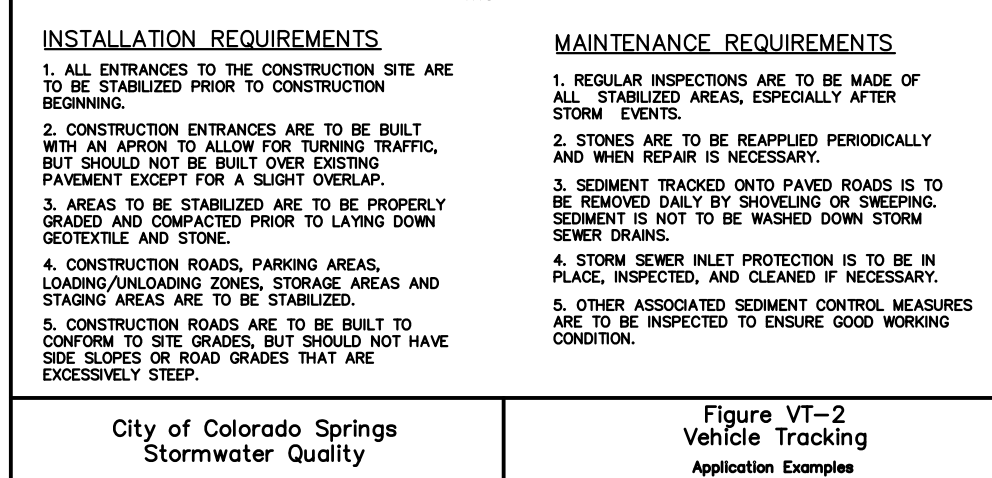 INSTALLATION REQUIREMENTS
1. ALL ENTRANCES TO THE CONSTRUCTION SITE ARE
TO BE STABILIZED PRIOR TO CONSTRUCTION
BEGINNING.
2. CONSTRUCTION ENTRANCES ARE TO BE BUILT
WITH AN APRON TO ALLOW FOR TURNING TRAFFIC,
BUT SHOULD NOT BE BUILT OVER EXISTING
PAVEMENT EXCEPT FOR A SLIGHT OVERLAP.
3. AREAS TO BE STABILIZED ARE TO BE PROPERLY
GRADED AND COMPACTED PRIOR TO LAYING DOWN
GEOTEXTILE AND STONE.
4. CONSTRUCTION ROADS, PARKING AREAS,
LOADING/UNLOADING ZONES, STORAGE AREAS AND
STAGING AREAS ARE TO BE STABILIZED.
5. CONSTRUCTION ROADS ARE TO BE BUILT TO
CONFORM TO SITE GRADES, BUT SHOULD NOT HAVE
SIDE SLOPES OR ROAD GRADES THAT ARE
EXCESSIVELY STEEP.
MAINTENANCE REQUIREMENTS
1. REGULAR INSPECTIONS ARE TO BE MADE OF
ALL STABILIZED AREAS, ESPECIALLY AFTER
STORM EVENTS.
2. STONES ARE TO BE REAPPLIED PERIODICALLY
AND WHEN REPAIR IS NECESSARY.
3. SEDIMENT TRACKED ONTO PAVED ROADS IS TO
BE REMOVED DAILY BY SHOVELING OR SWEEPING.
SEDIMENT IS NOT TO BE WASHED DOWN STORM
SEWER DRAINS.
4. STORM SEWER INLET PROTECTION IS TO BE IN
PLACE, INSPECTED, AND CLEANED IF NECESSARY.
5. OTHER ASSOCIATED SEDIMENT CONTROL MEASURES
ARE TO BE INSPECTED TO ENSURE GOOD WORKING
CONDITION.
City of Colorado Springs
Stormwater Quality
Figure VT-2
Vehicle Tracking
Application Examples